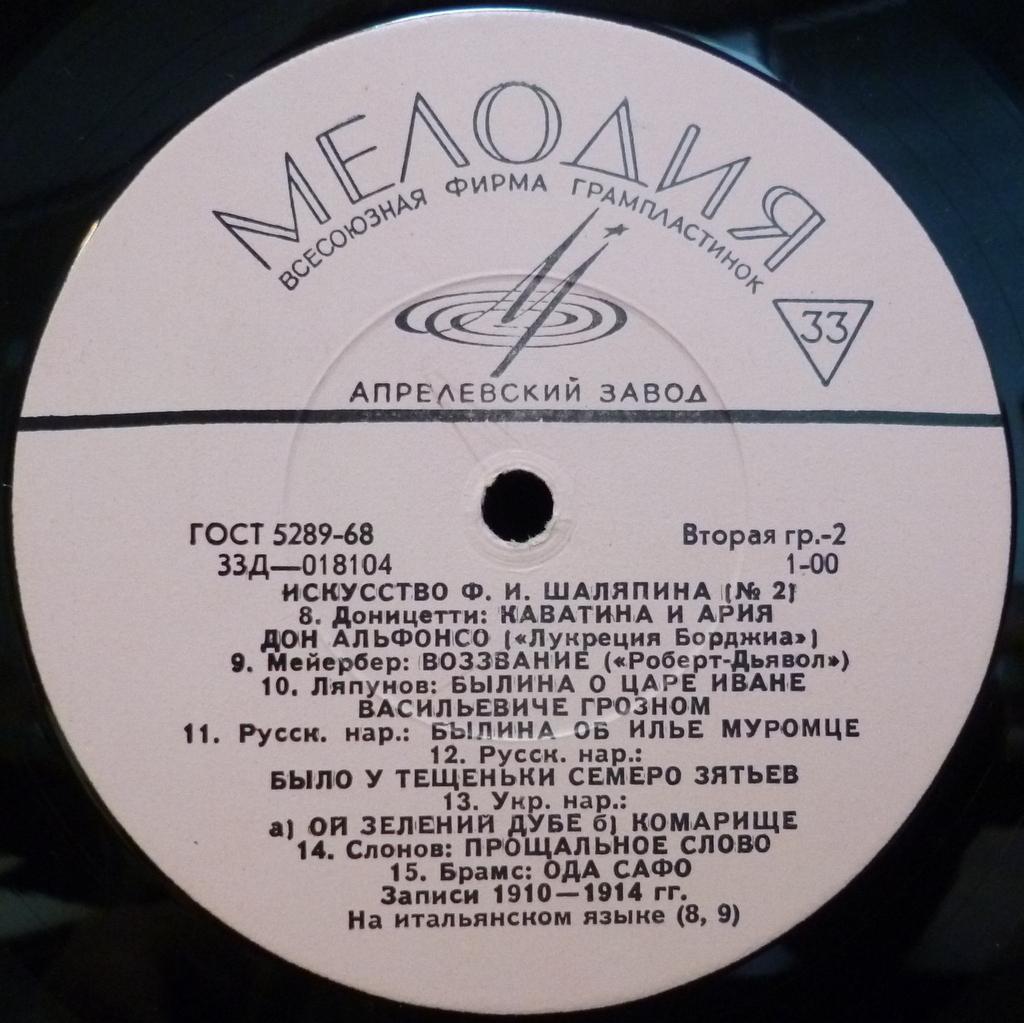 МЕЛОДИЯ
ВСЕСОЮЗНАЯ ФИРМА ГРАМПЛАСТИНОК
33
АПРЕЛЕВСКИЙ ЗАВОД
ГОСТ 5289-68 Вторая гр.-2
33Д—018104 1-00
ИСКУССТВО Ф. И. ШАЛЯПИНА (№ 2)
8. Доницетти: КАВАТИНА И АРИЯ
ДОН АЛЬФОНСО («Лукреция Борджиа»)
9. Мейербер: ВОЗЗВАНИЕ («Роберт-Дьявол»)
10. Ляпунов: БЫЛИНА О ЦАРЕ ИВАНЕ
ВАСИЛЬЕВИЧЕ ГРОЗНОМ
11. Русск. нар.: БЫЛИНА ОБ ИЛЬЕ МУРОМЦЕ
12. Русск. нар.:
БЫЛО У ТЕЩЕНЬКИ СЕМЕРО ЗЯТЬЕВ
13. Укр. нар.:
а) ОЙ ЗЕЛЕНИЙ ДУБЕ б) КОМАРИЩЕ
14. Слонов: ПРОЩАЛЬНОЕ СЛОВО
15. Брамс: ОДА САФО
Записи 1910—1914 гг.
На итальянском языке (8, 9)